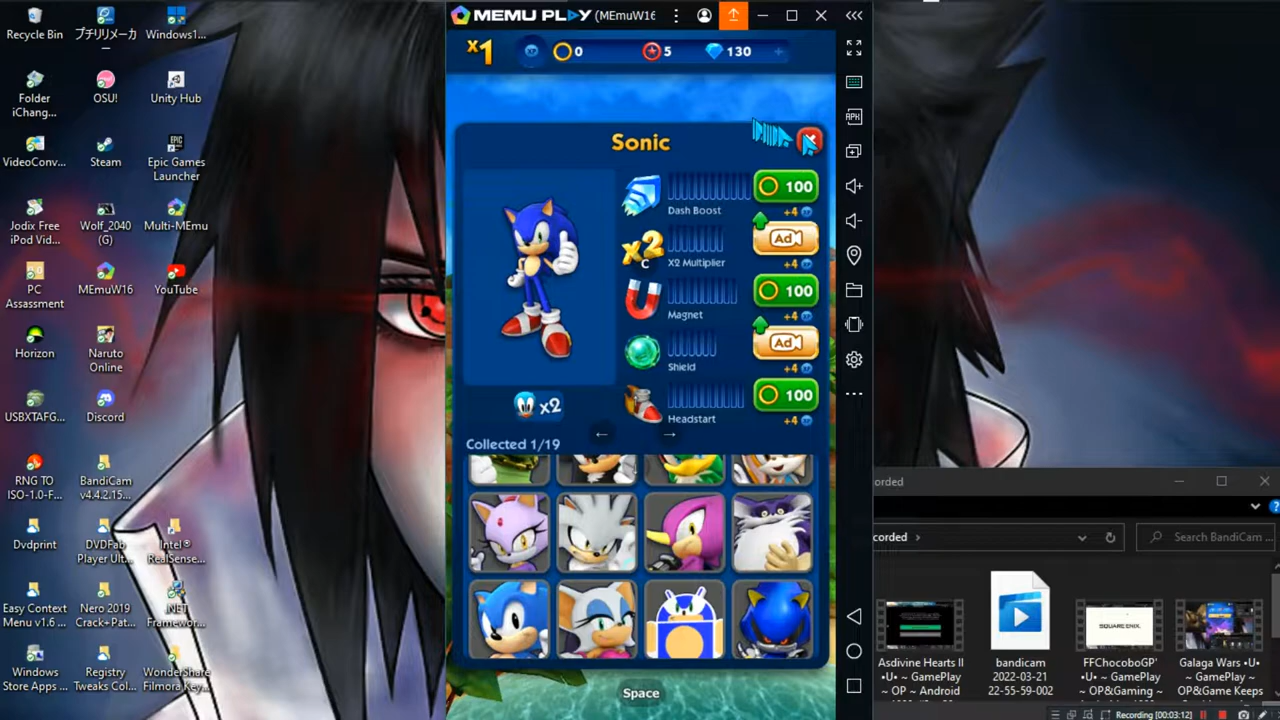 Recycle Bin
プチリリメーカ
ー
Windows1...
Folder
iChang...
OSU!
Unity Hub
VideoConv...
Steam
Epic Games
Launcher
Jodix Free
iPod Vid...
Wolf_2040
(G)
Multi-MEmu
PC
Assassment
MEmuW16
YouTube
Horizon
Naruto
Online
USBXTAFG...
Discord
RNG TO
ISO-1.0-F...
BandiCam
v4.4.2.15...
Dvdprint
DVDFab
Player Ult...
Intel®
RealSense...
Easy Context
Menu v1.6 ...
Nero 2019
Crack+Pat...
.NET
Framewor...
Windows
Store Apps ...
Registry
Tweaks Col...
WonderShare
Filmora Key...
MEMU PLAY (MEmuW16
x1
0
5
130
+
Sonic
Dash Boost
100
+4
X2
C
X2 Multiplier
Ad
+4
Magnet
100
+4
Shield
Ad
+4
Headstart
100
+4
x2
Collected 1/19
Space
APK
orded
corded
Search BandiCam ...
Asdivine Hearts II
•U• ~ GamePlay
~ OP ~ Android
bandicam
2022-03-21
22-55-59-002
SQUARE ENIX.
FFChocoboGP'
•U• ~ GamePlay
~ OP&Gaming ~
Galaga Wars •U•
~ GamePlay ~
OP&Game Keeps
Recording [00:03:12]